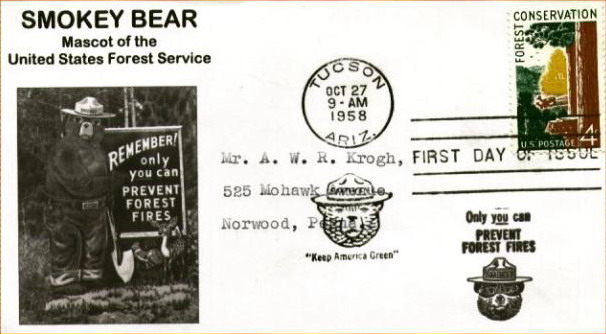 SMOKEY BEAR
Mascot of the
United States Forest Service
REMEMBER!
only
you can
PREVENT
FOREST
FIRES
TUCSON
OCT 27
9-AM
1958
ARIZ.
FOREST CONSERVATION
U.S. POSTAGE 4
FIRST DAY OF ISSUE
Mr. A. W. R. Krogh,
525 Mohawk Avenue,
Norwood, Penna.
"Keep America Green"
Only you can
PREVENT
FOREST FIRES